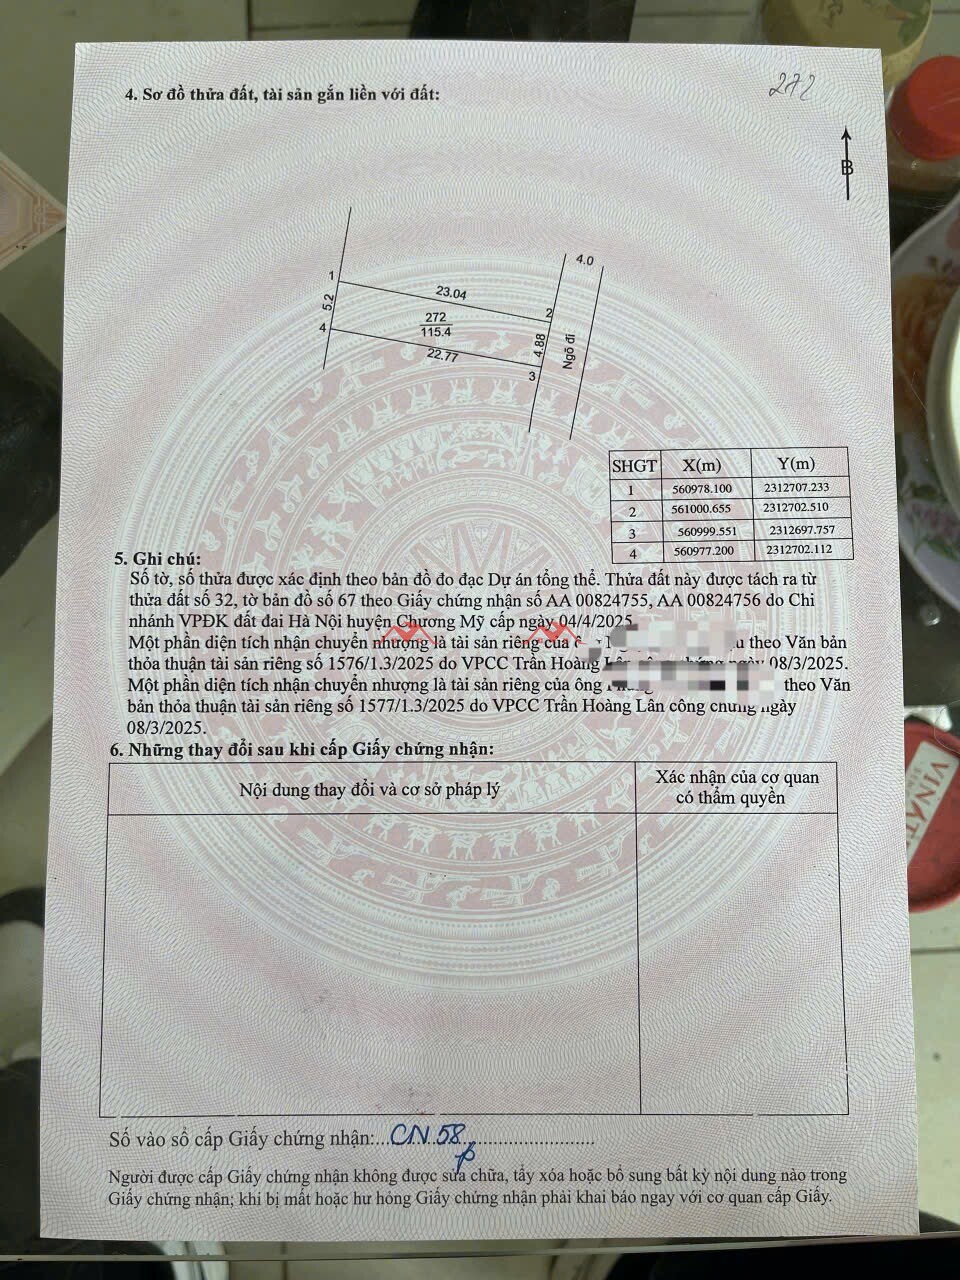 4. Sơ đồ thửa đất, tài sản gắn liền với đất:
272
B
4.0
1
23.04
2
5.2
272
115.4
4.88
Ngõ đi
4
22.77
3
SHGT X(m) Y(m)
1 560978.100 2312707.233
2 561000.655 2312702.510
3 560999.551 2312697.757
4 560977.200 2312702.112
5. Ghi chú:
Số tờ, số thửa được xác định theo bản đồ đo đạc Dự án tổng thể. Thửa đất này được tách ra từ
thửa đất số 32, tờ bản đồ số 67 theo Giấy chứng nhận số AA 00824755, AA 00824756 do Chi
nhánh VPĐK đất đai Hà Nội huyện Chương Mỹ cấp ngày 04/4/2025.
Một phần diện tích nhận chuyển nhượng là tài sản riêng của theo Văn bản
thỏa thuận tài sản riêng số 1576/1.3/2025 do VPCC Trần Hoàng Lân công chứng ngày 08/3/2025.
Một phần diện tích nhận chuyển nhượng là tài sản riêng của ông theo Văn
bản thỏa thuận tài sản riêng số 1577/1.3/2025 do VPCC Trần Hoàng Lân công chứng ngày
08/3/2025.
6. Những thay đổi sau khi cấp Giấy chứng nhận:
Nội dung thay đổi và cơ sở pháp lý
Xác nhận của cơ quan
có thẩm quyền
Số vào sổ cấp Giấy chứng nhận:...CN 58...
Người được cấp Giấy chứng nhận không được sửa chữa, tẩy xóa hoặc bổ sung bất kỳ nội dung nào trong
Giấy chứng nhận; khi bị mất hoặc hư hỏng Giấy chứng nhận phải khai báo ngay với cơ quan cấp Giấy.